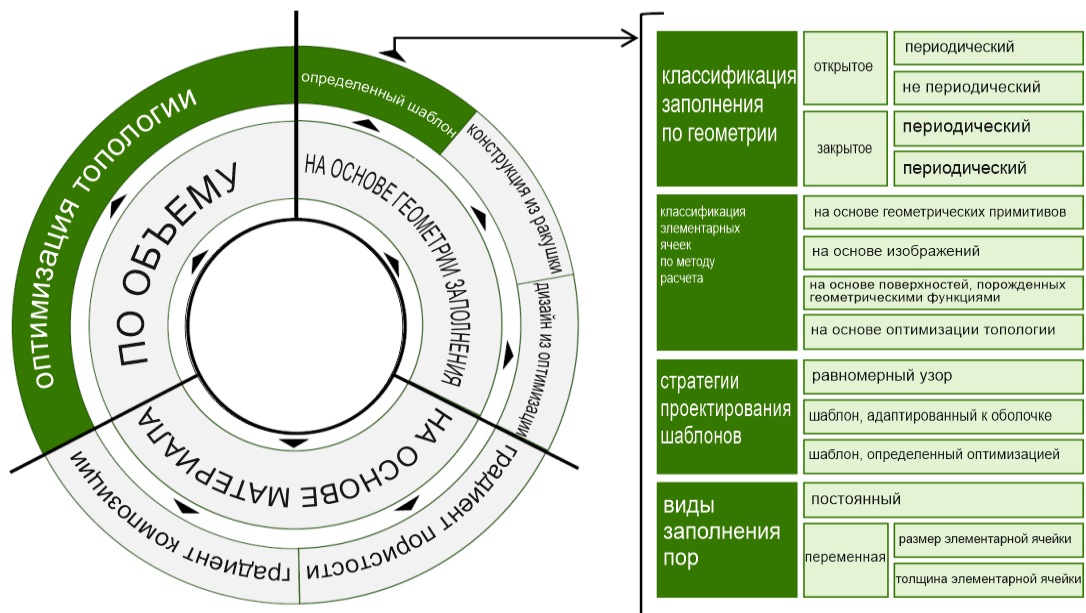 ОПТИМИЗАЦИЯ ТОПОЛОГИИ
определенный шаблон
конструкция из ракушки
дизайн из оптимизации
градиент пористости
градиент композиции
ПО ОБЪЕМУ
НА ОСНОВЕ ГЕОМЕТРИИ ЗАПОЛНЕНИЯ
НА ОСНОВЕ МАТЕРИАЛА
классификация
заполнения
по геометрии
открытое
периодический
не периодический
закрытое
периодический
периодический
классификация
элементарных
ячеек
по методу
расчета
на основе геометрических примитивов
на основе изображений
на основе поверхностей, порожденных
геометрическими функциями
на основе оптимизации топологии
стратегии
проектирования
шаблонов
равномерный узор
шаблон, адаптированный к оболочке
шаблон, определенный оптимизацией
виды
заполнения
пор
постоянный
переменная
размер элементарной ячейки
толщина элементарной ячейки